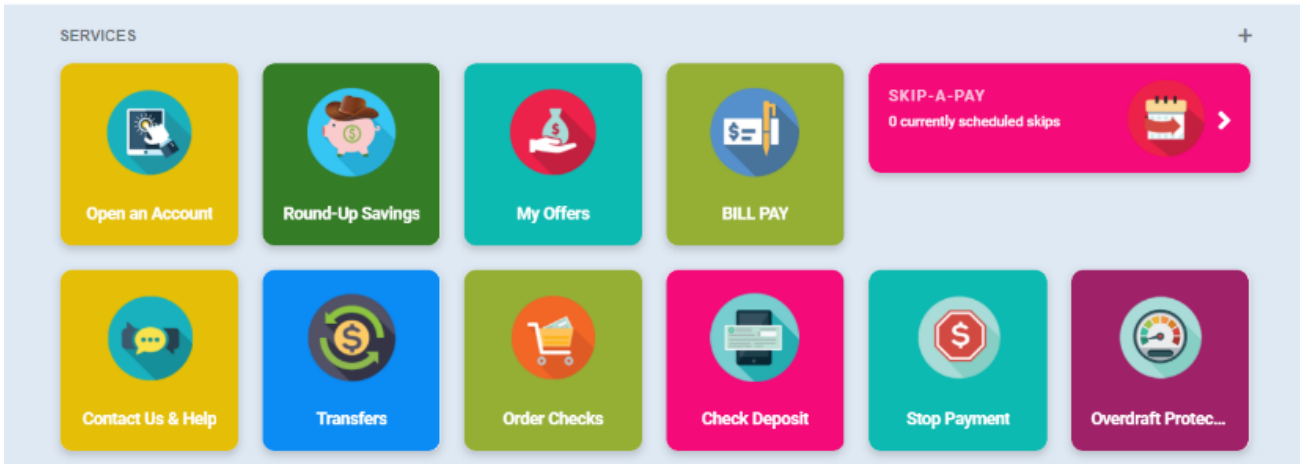 SERVICES
+
Open an Account
Round-Up Savings
My Offers
BILL PAY
SKIP-A-PAY
0 currently scheduled skips
Contact Us & Help
Transfers
Order Checks
Check Deposit
Stop Payment
Overdraft Protec...